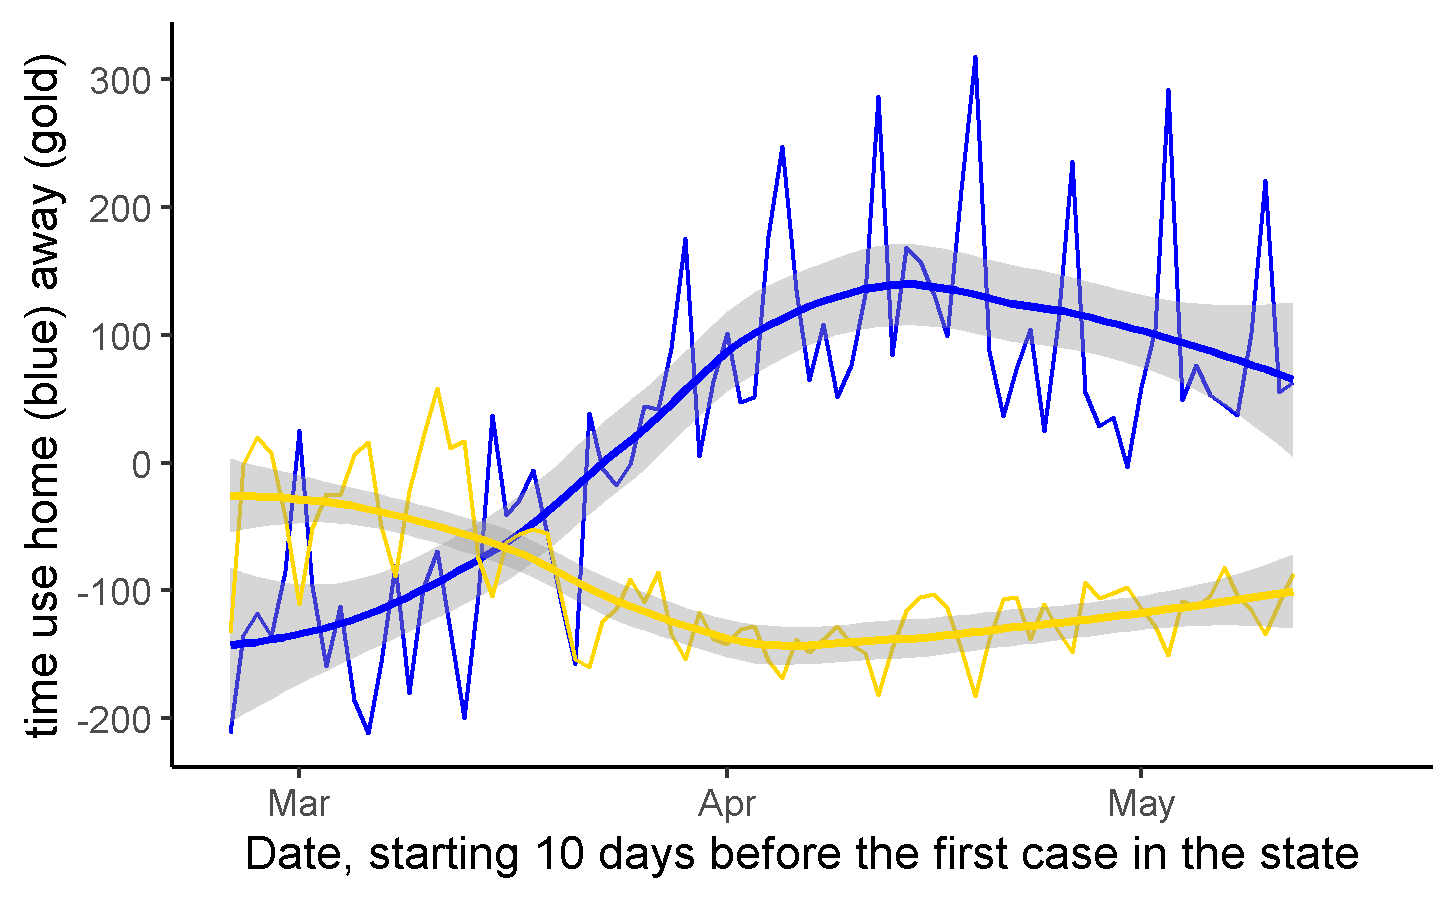 time use home (blue) away (gold)
300
200
100
0
-100
-200
Mar
Apr
May
Date, starting 10 days before the first case in the state